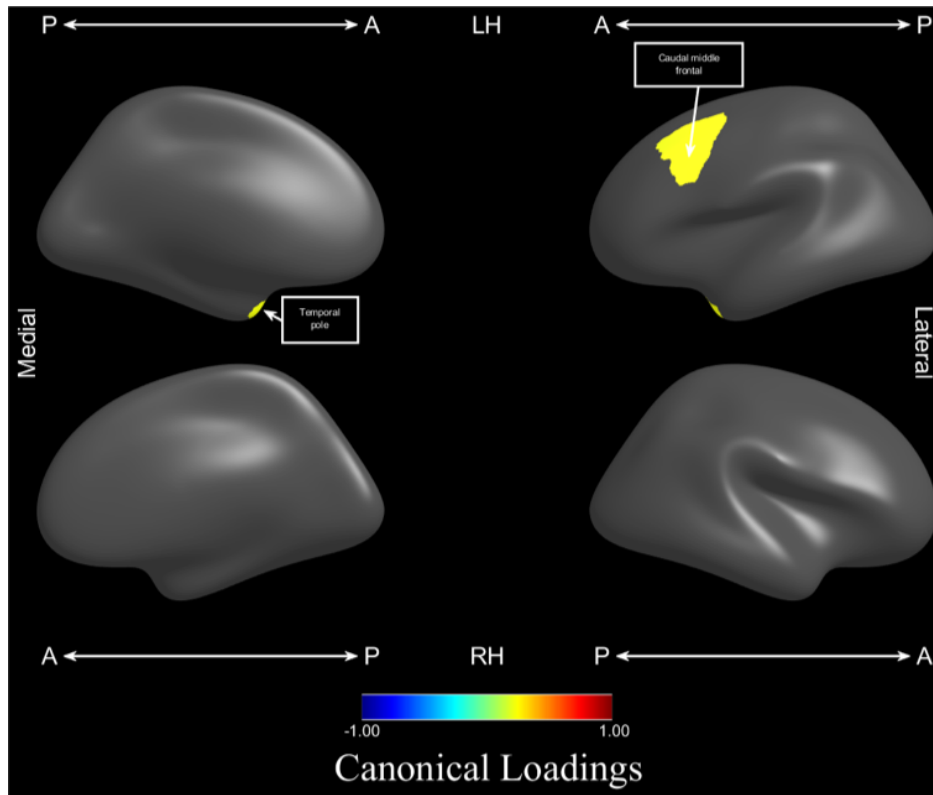 P A LH A P
Caudal middle
frontal
Temporal
pole
Medial
Lateral
A P RH P A
-1.00 1.00
Canonical Loadings